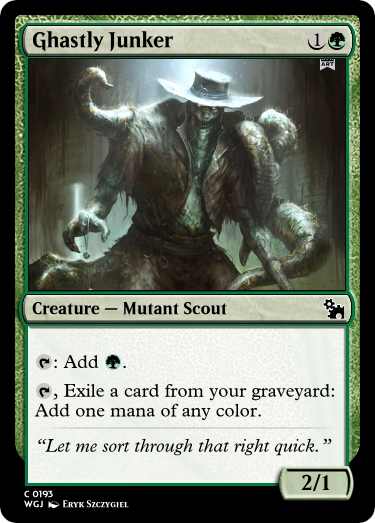 Ghastly Junker 1
ART
Creature — Mutant Scout
: Add .
, Exile a card from your graveyard:
Add one mana of any color.
“Let me sort through that right quick.”
2/1
C 0193
WGJ ERYK SZCZYGIEL